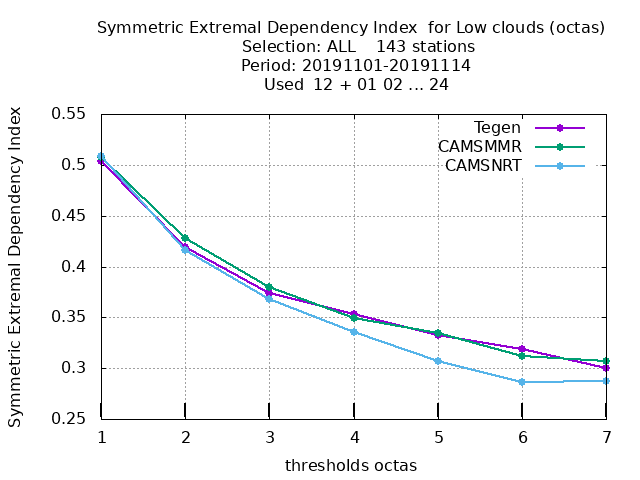 Symmetric Extremal Dependency Index  for Low clouds (octas)
Selection: ALL    143 stations
Period: 20191101-20191114
Used  12 + 01 02 ... 24
Symmetric Extremal Dependency Index
0.55
0.5
0.45
0.4
0.35
0.3
0.25
Tegen
CAMSMMR
CAMSNRT
1 2 3 4 5 6 7
thresholds octas